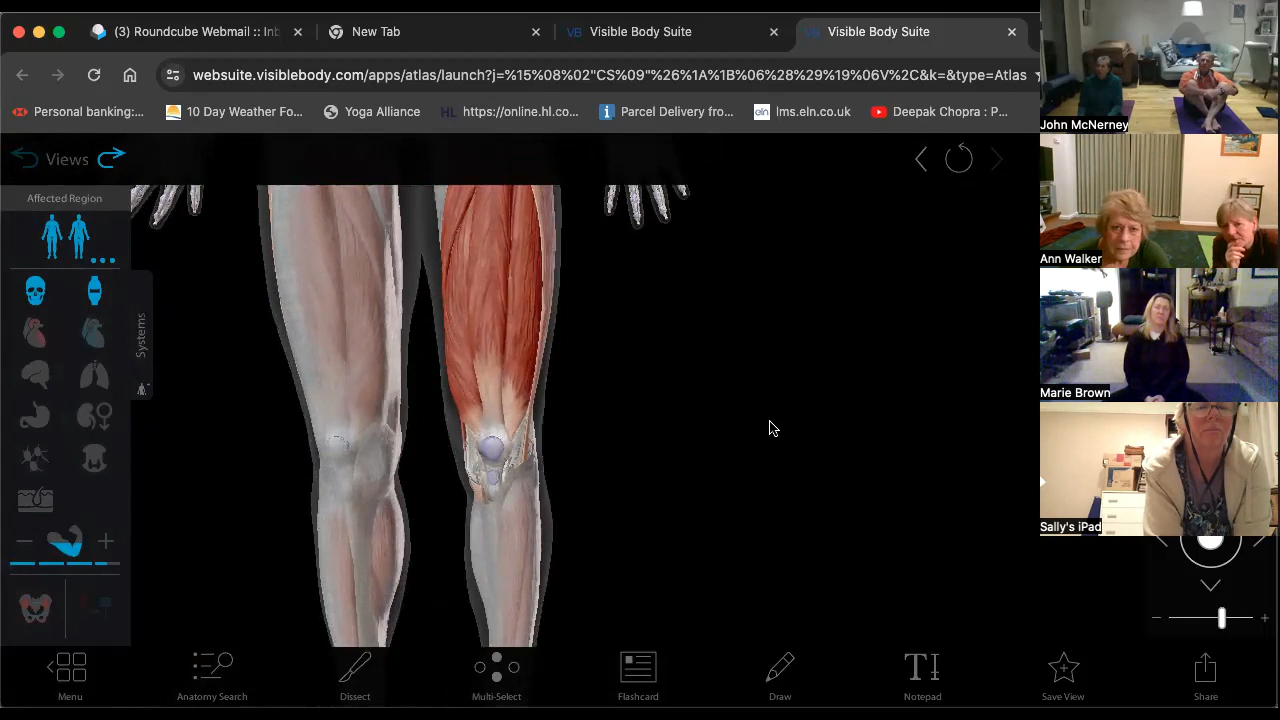 (3) Roundcube Webmail :: Inb
New Tab
Visible Body Suite
Visible Body Suite
websuite.visiblebody.com/apps/atlas/launch?j=%15%08%02"CS%09"%26%1A%1B%06%28%29%19%06V%2C&k=&type=Atlas
Personal banking:...
10 Day Weather Fo...
Yoga Alliance
HL
https://online.hl.co...
Parcel Delivery fro...
eln
lms.eln.co.uk
Deepak Chopra : P...
John McNerney
Views
Affected Region
Systems
Ann Walker
Marie Brown
Sally's iPad
Menu
Anatomy Search
Dissect
Multi-Select
Flashcard
Draw
Notepad
Save View
Share